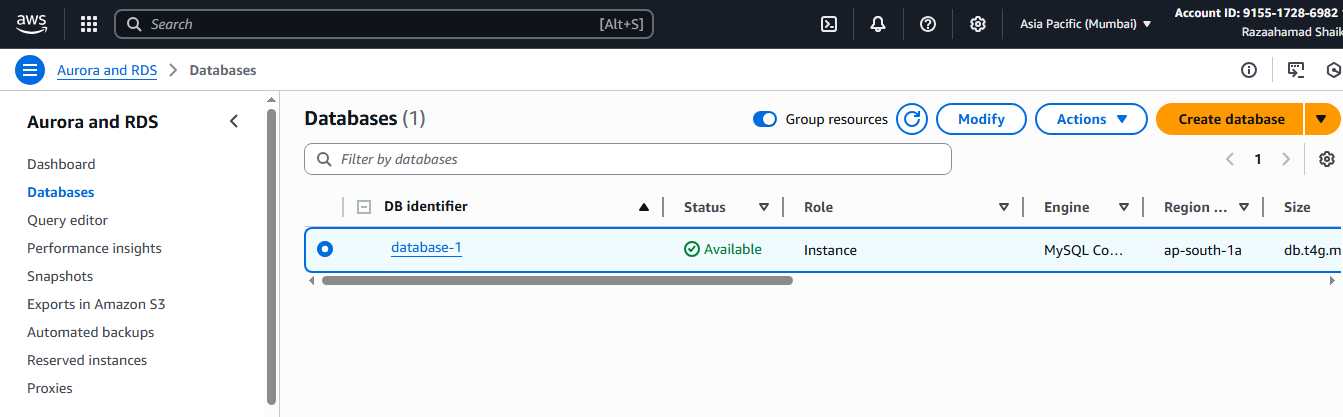 aws
Search [Alt+S]
Asia Pacific (Mumbai)
Account ID: 9155-1728-6982
Razaahamad Shaik
Aurora and RDS > Databases
Aurora and RDS
Dashboard
Databases
Query editor
Performance insights
Snapshots
Exports in Amazon S3
Automated backups
Reserved instances
Proxies
Databases (1)
Group resources
Modify
Actions
Create database
Filter by databases
1
DB identifier Status Role Engine Region ... Size
database-1 Available Instance MySQL Co... ap-south-1a db.t4g.m